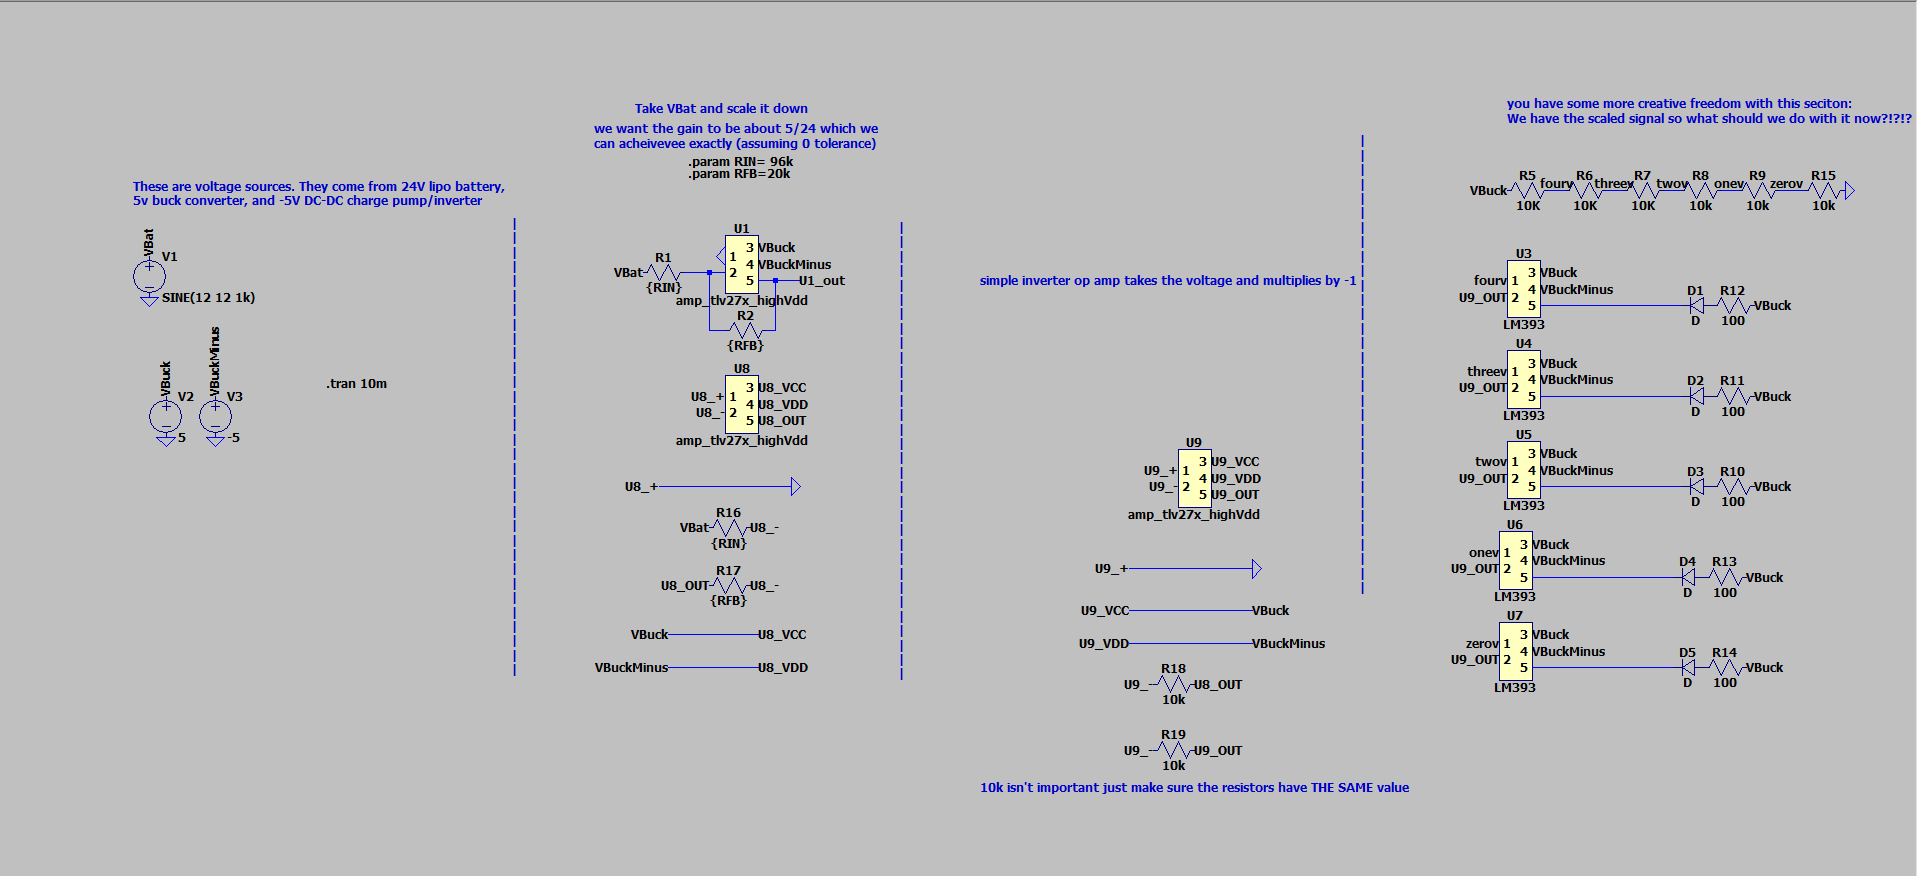 These are voltage sources. They come from 24V lipo battery,
5v buck converter, and -5V DC-DC charge pump/inverter
VBat
V1
SINE(12 12 1k)
VBuck
V2
5
VBuckMinus
V3
-5
.tran 10m
Take VBat and scale it down
we want the gain to be about 5/24 which we
can acheivevee exactly (assuming 0 tolerance)
.param RIN= 96k
.param RFB=20k
U1
3 VBuck
1
4 VBuckMinus
VBat
R1
{RIN}
2
5
U1_out
amp_tlv27x_highVdd
R2
{RFB}
U8
3 U8_VCC
U8_+ 1
4 U8_VDD
U8_- 2
5 U8_OUT
amp_tlv27x_highVdd
U8_+
R16
VBat U8_-
{RIN}
R17
U8_OUT U8_-
{RFB}
VBuck U8_VCC
VBuckMinus U8_VDD
simple inverter op amp takes the voltage and multiplies by -1
U9
3 U9_VCC
U9_+ 1
4 U9_VDD
U9_- 2
5 U9_OUT
amp_tlv27x_highVdd
U9_+
U9_VCC VBuck
U9_VDD VBuckMinus
R18
U9_- U8_OUT
10k
R19
U9_- U9_OUT
10k
10k isn't important just make sure the resistors have THE SAME value
you have some more creative freedom with this seciton:
We have the scaled signal so what should we do with it now?!?!?
R5 R6 R7 R8 R9 R15
VBuck fourv threev twov onev zerov
10K 10K 10K 10k 10k 10k
U3
3 VBuck
fourv 1
4 VBuckMinus
U9_OUT 2
5
LM393
D1 R12
VBuck
D 100
U4
3 VBuck
threev 1
4 VBuckMinus
U9_OUT 2
5
LM393
D2 R11
VBuck
D 100
U5
3 VBuck
twov 1
4 VBuckMinus
U9_OUT 2
5
LM393
D3 R10
VBuck
D 100
U6
3 VBuck
onev 1
4 VBuckMinus
U9_OUT 2
5
LM393
D4 R13
VBuck
D 100
U7
3 VBuck
zerov 1
4 VBuckMinus
U9_OUT 2
5
LM393
D5 R14
VBuck
D 100